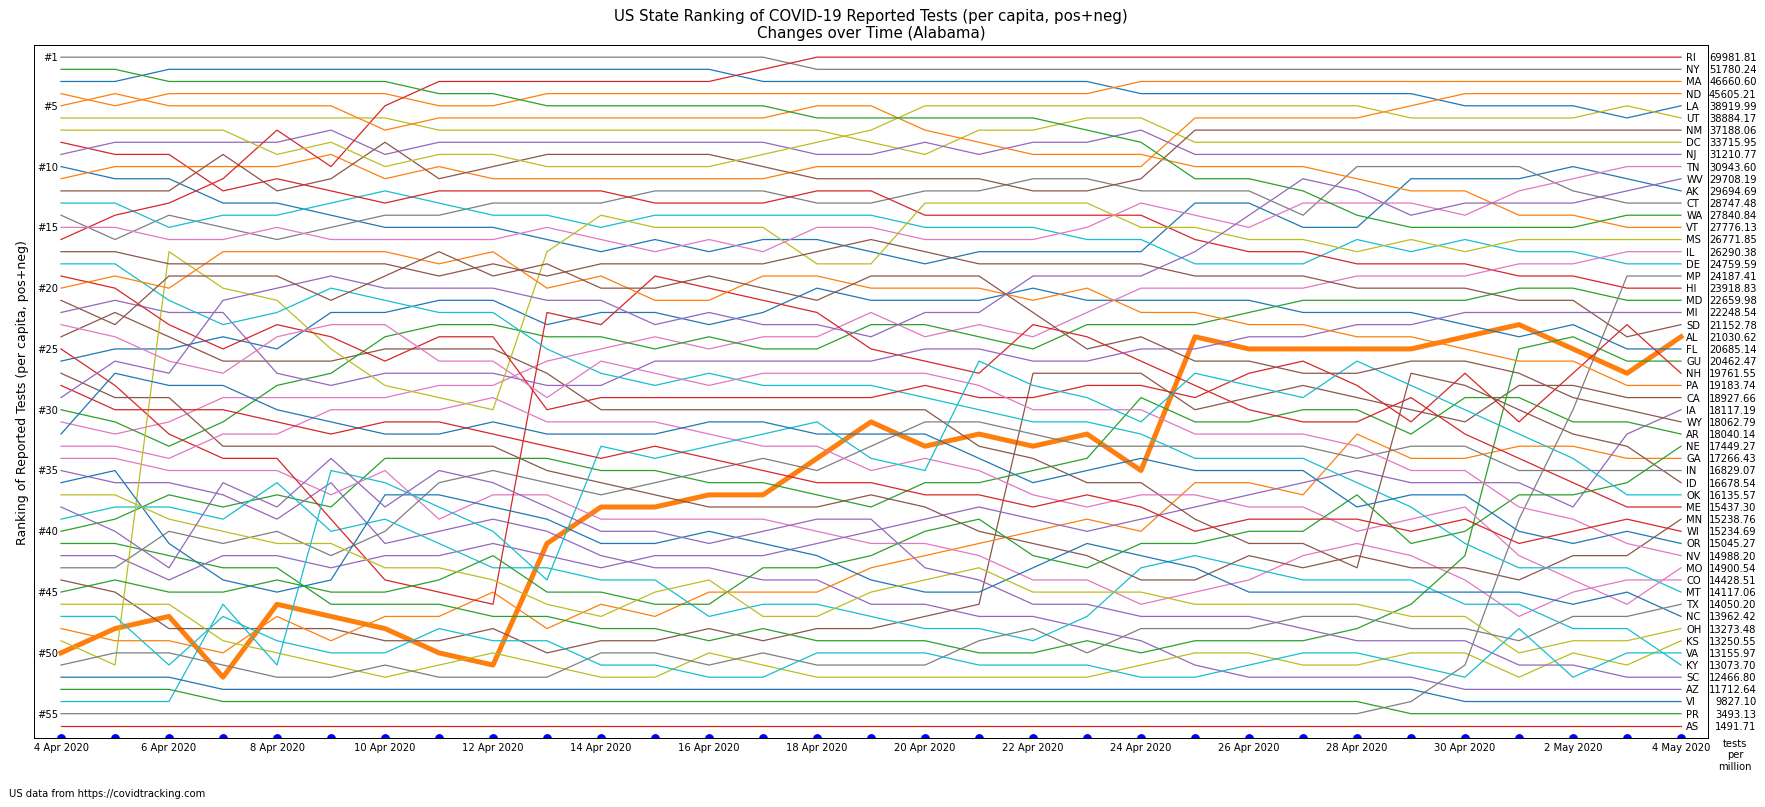 US State Ranking of COVID-19 Reported Tests (per capita, pos+neg)
Changes over Time (Alabama)
Ranking of Reported Tests (per capita, pos+neg)
#1
#5
#10
#15
#20
#25
#30
#35
#40
#45
#50
#55
RI 69981.81
NY 51780.24
MA 46660.60
ND 45605.21
LA 38919.99
UT 38884.17
NM 37188.06
DC 33715.95
NJ 31210.77
TN 30943.60
WV 29708.19
AK 29694.69
CT 28747.48
WA 27840.84
VT 27776.13
MS 26771.85
IL 26290.38
DE 24759.59
MP 24187.41
HI 23918.83
MD 22659.98
MI 22248.54
SD 21152.78
AL 21030.62
FL 20685.14
GU 20462.47
NH 19761.55
PA 19183.74
CA 18927.66
IA 18117.19
WY 18062.79
AR 18040.14
NE 17449.27
GA 17266.43
IN 16829.07
ID 16678.54
OK 16135.57
ME 15437.30
MN 15238.76
WI 15234.69
OR 15045.27
NV 14988.20
MO 14900.54
CO 14428.51
MT 14117.06
TX 14050.20
NC 13962.42
OH 13273.48
KS 13250.55
VA 13155.97
KY 13073.70
SC 12466.80
AZ 11712.64
VI 9827.10
PR 3493.13
AS 1491.71
4 Apr 2020 6 Apr 2020 8 Apr 2020 10 Apr 2020 12 Apr 2020 14 Apr 2020 16 Apr 2020 18 Apr 2020 20 Apr 2020 22 Apr 2020 24 Apr 2020 26 Apr 2020 28 Apr 2020 30 Apr 2020 2 May 2020 4 May 2020
tests
per
million
US data from https://covidtracking.com